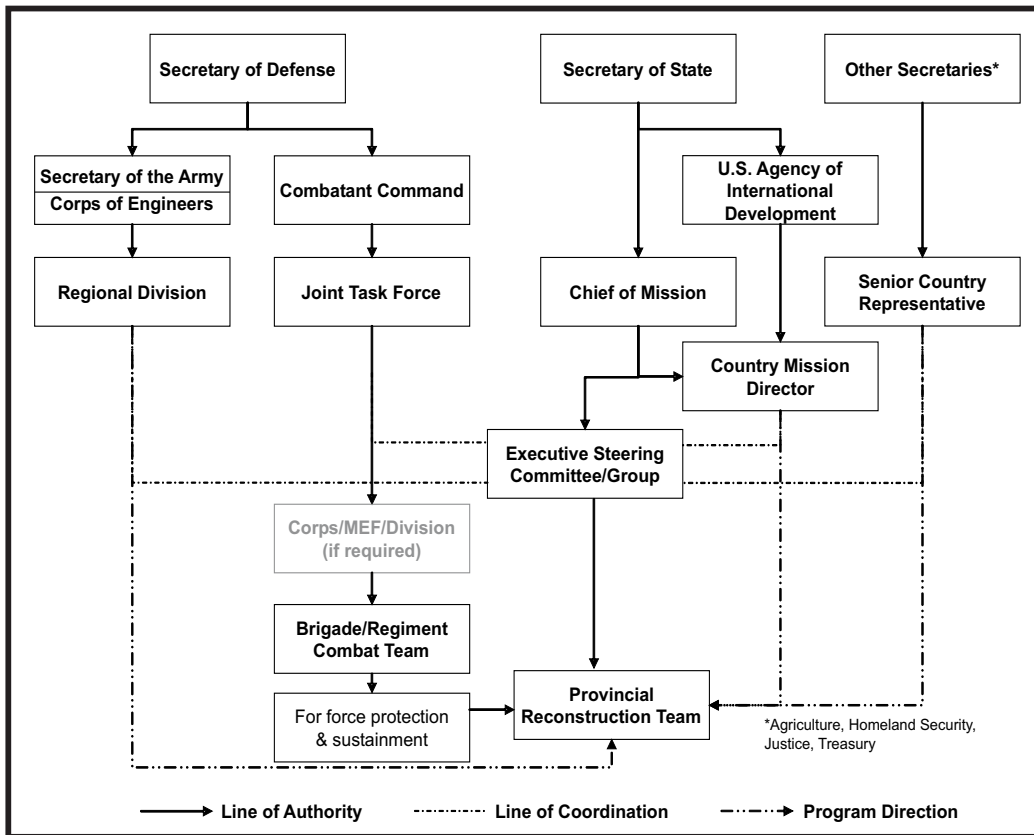 Secretary of Defense
Secretary of State
Other Secretaries*
Secretary of the Army
Corps of Engineers
Combatant Command
U.S. Agency of
International
Development
Regional Division
Joint Task Force
Chief of Mission
Senior Country
Representative
Country Mission
Director
Executive Steering
Committee/Group
Corps/MEF/Division
(if required)
Brigade/Regiment
Combat Team
For force protection
& sustainment
Provincial
Reconstruction Team
*Agriculture, Homeland Security,
Justice, Treasury
Line of Authority
Line of Coordination
Program Direction